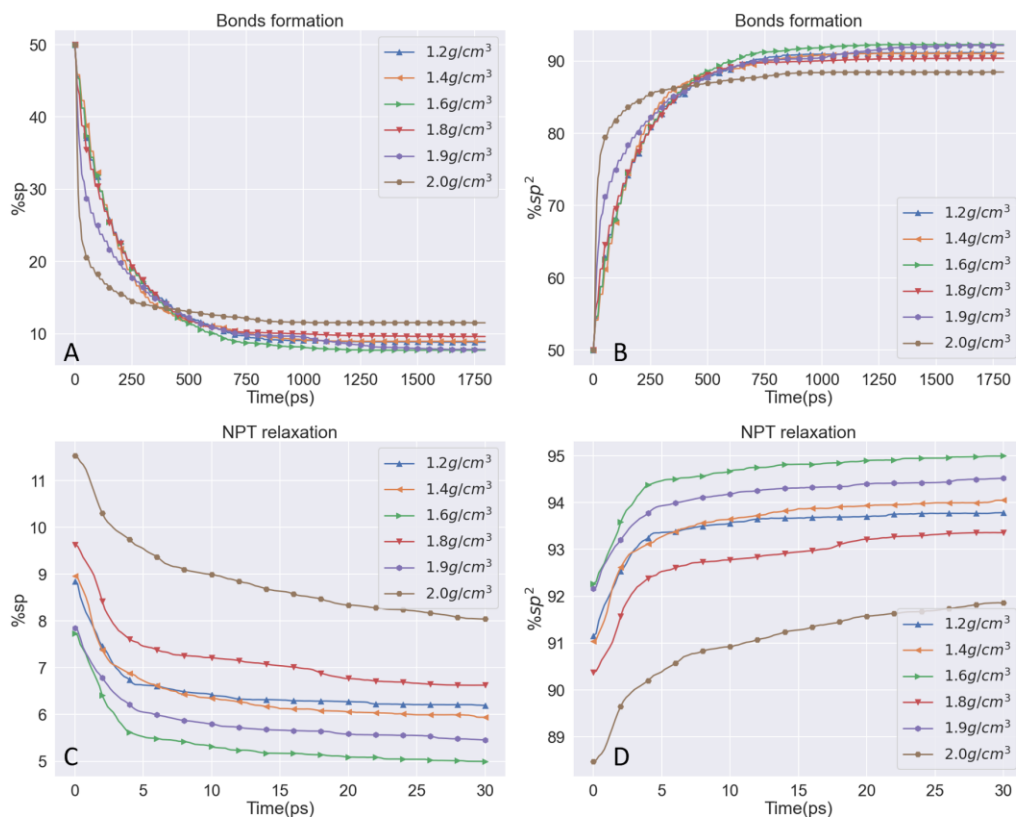 Bonds formation
50
40
30
20
10
%sp
1.2g/cm³
1.4g/cm³
1.6g/cm³
1.8g/cm³
1.9g/cm³
2.0g/cm³
A
0 250 500 750 1000 1250 1500 1750
Time(ps)
Bonds formation
90
80
70
60
50
%sp²
1.2g/cm³
1.4g/cm³
1.6g/cm³
1.8g/cm³
1.9g/cm³
2.0g/cm³
B
0 250 500 750 1000 1250 1500 1750
Time(ps)
NPT relaxation
11
10
9
8
7
6
5
%sp
1.2g/cm³
1.4g/cm³
1.6g/cm³
1.8g/cm³
1.9g/cm³
2.0g/cm³
C
0 5 10 15 20 25 30
Time(ps)
NPT relaxation
95
94
93
92
91
90
89
%sp²
1.2g/cm³
1.4g/cm³
1.6g/cm³
1.8g/cm³
1.9g/cm³
2.0g/cm³
D
0 5 10 15 20 25 30
Time(ps)